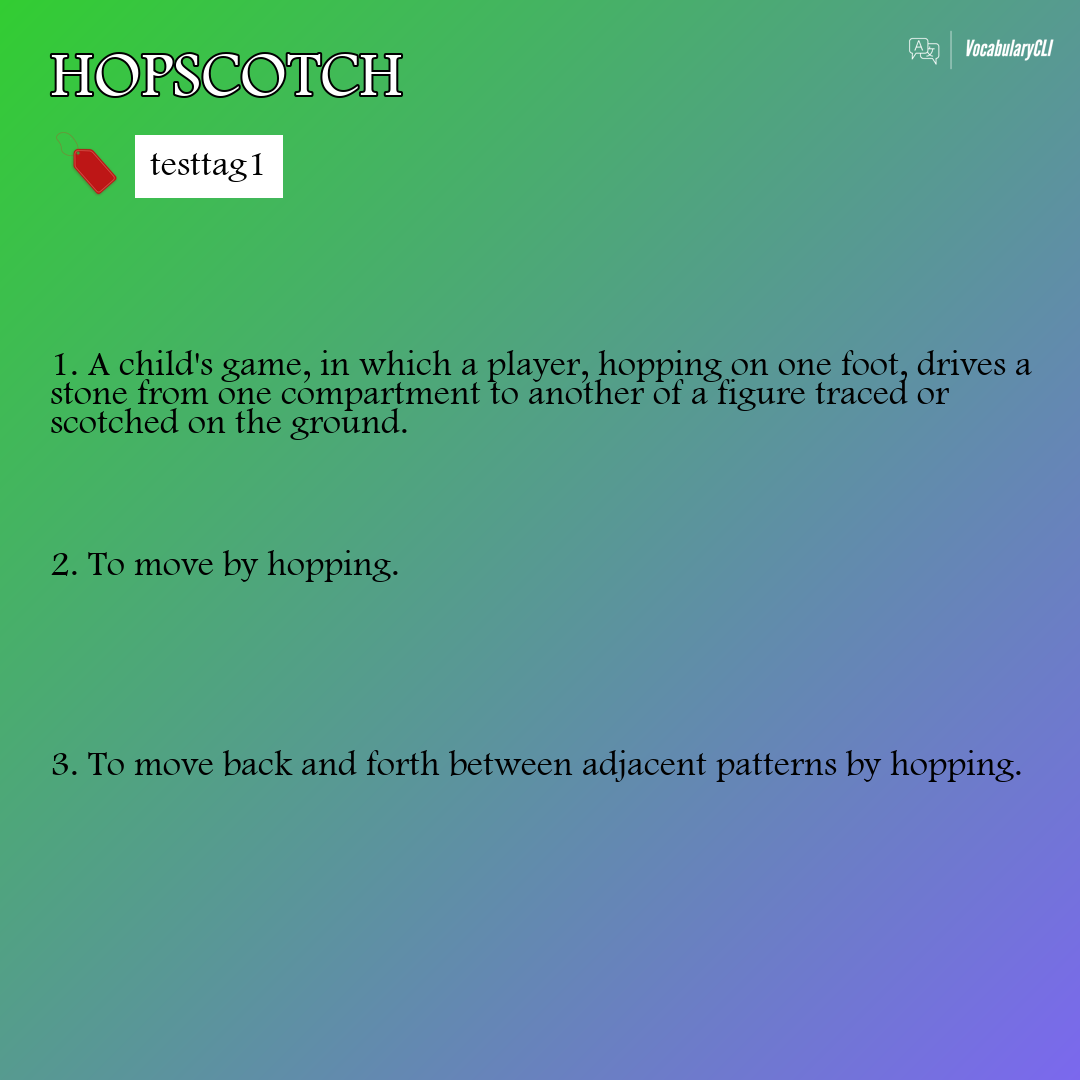 HOPSCOTCH
A
VocabularyCLI
testtag1
1. A child's game, in which a player, hopping on one foot, drives a
stone from one compartment to another of a figure traced or
scotched on the ground.
2. To move by hopping.
3. To move back and forth between adjacent patterns by hopping.